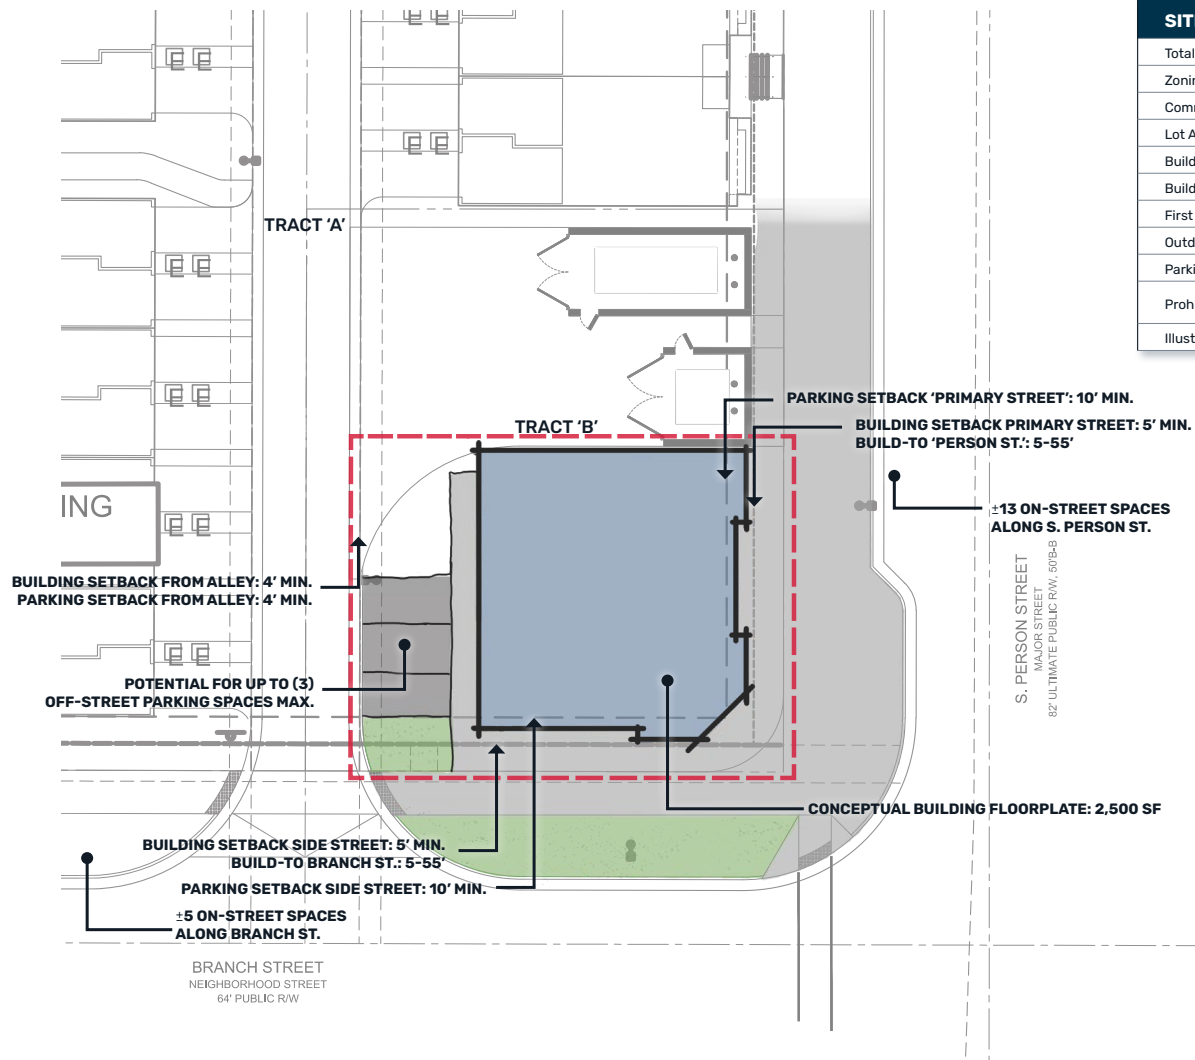 SIT
Total
Zonin
Com
Lot A
Build
Build
First
Outd
Parki
Proh
Illust
TRACT ‘A’
TRACT ‘B’
PARKING SETBACK ‘PRIMARY STREET’: 10’ MIN.
BUILDING SETBACK PRIMARY STREET: 5’ MIN.
BUILD-TO ‘PERSON ST.’: 5-55’
±13 ON-STREET SPACES
ALONG S. PERSON ST.
ING
BUILDING SETBACK FROM ALLEY: 4’ MIN.
PARKING SETBACK FROM ALLEY: 4’ MIN.
S. PERSON STREET
MAJOR STREET
82' ULTIMATE PUBLIC R/W, 50'B-B
POTENTIAL FOR UP TO (3)
OFF-STREET PARKING SPACES MAX.
CONCEPTUAL BUILDING FLOORPLATE: 2,500 SF
BUILDING SETBACK SIDE STREET: 5’ MIN.
BUILD-TO BRANCH ST.: 5-55’
PARKING SETBACK SIDE STREET: 10’ MIN.
±5 ON-STREET SPACES
ALONG BRANCH ST.
BRANCH STREET
NEIGHBORHOOD STREET
64' PUBLIC R/W